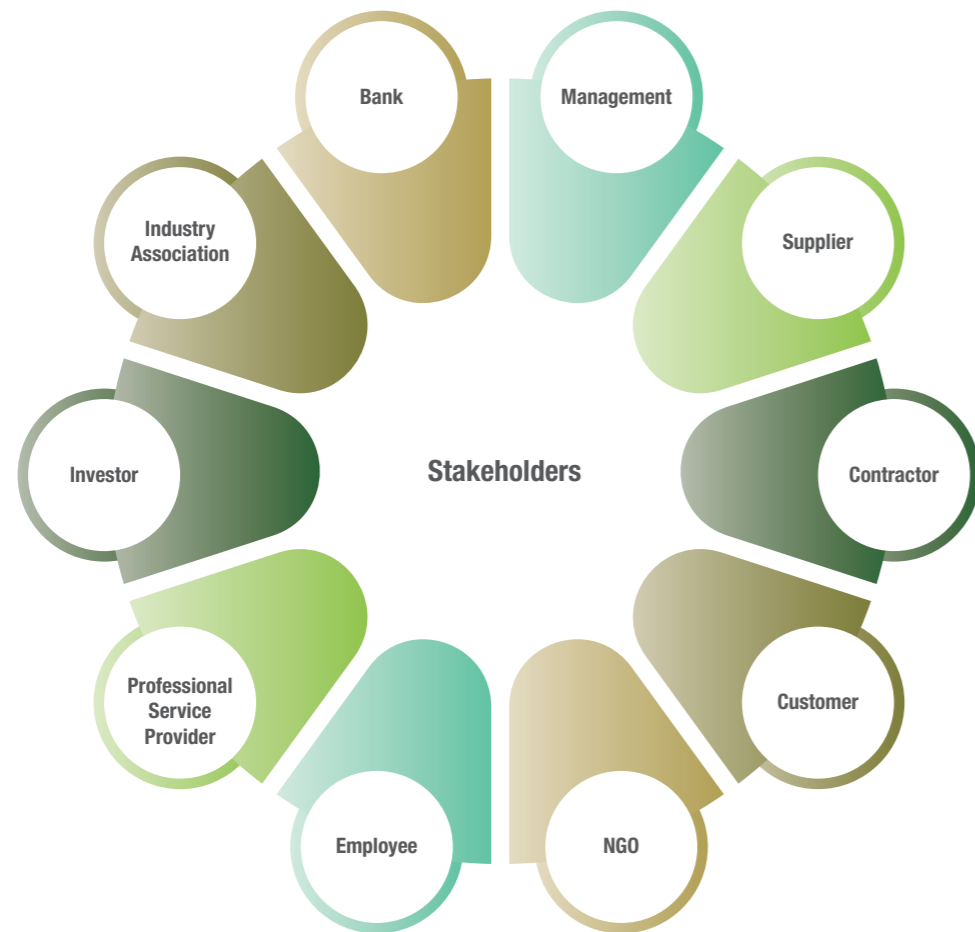 Bank
Management
Industry
Association
Supplier
Investor
Stakeholders
Contractor
Professional
Service
Provider
Customer
Employee
NGO